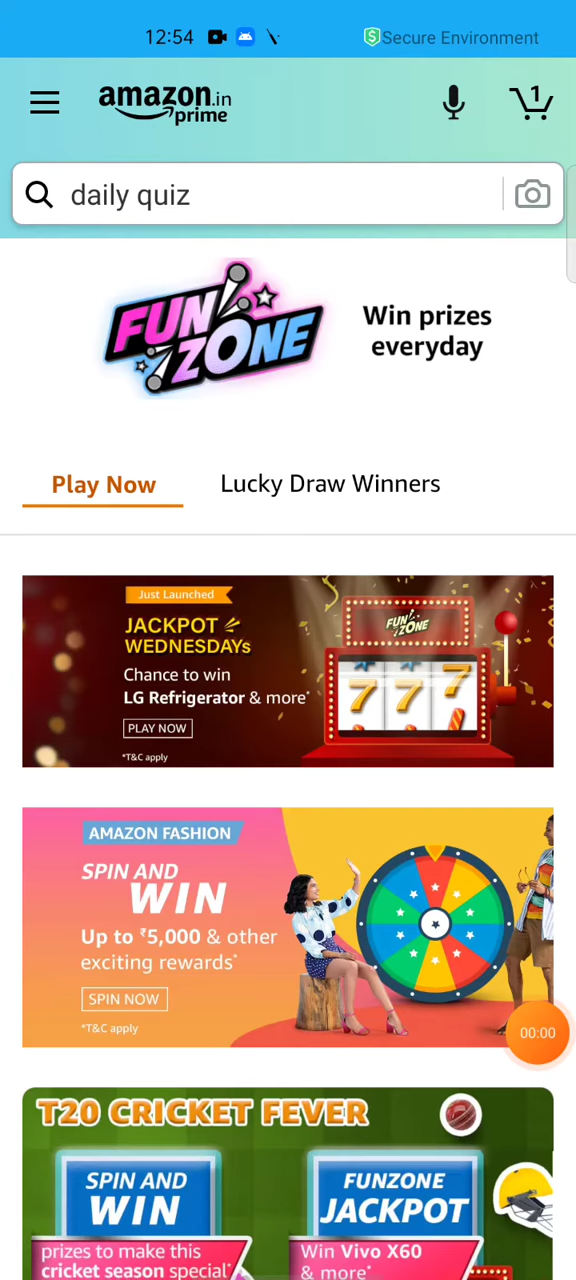 12:54
Secure Environment
amazon.in
prime
1
daily quiz
FUN
ZONE
Win prizes
everyday
Play Now
Lucky Draw Winners
Just Launched
JACKPOT
WEDNESDAYs
Chance to win
LG Refrigerator & more*
PLAY NOW
*T&C apply
FUN
ZONE
7 7 7
AMAZON FASHION
SPIN AND
WIN
Up to ₹5,000 & other
exciting rewards*
SPIN NOW
*T&C apply
00:00
T20 CRICKET FEVER
SPIN AND
WIN
prizes to make this
cricket season special*
FUNZONE
JACKPOT
Win Vivo X60
& more*